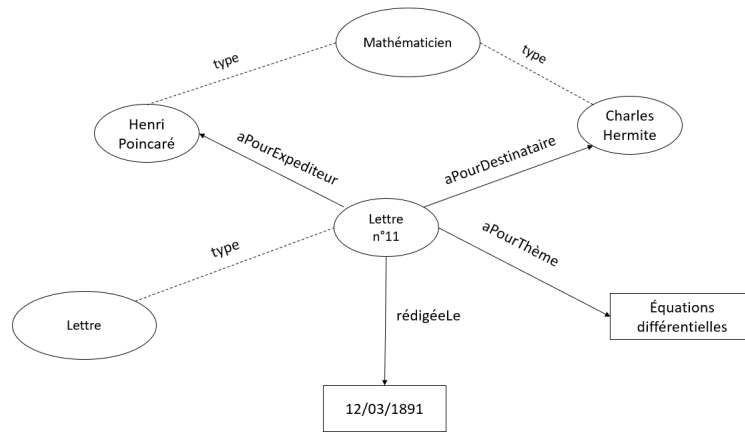 Mathématicien
type
type
Henri
Poincaré
Charles
Hermite
aPourExpediteur
aPourDestinataire
Lettre
n°11
type
aPourThème
Lettre
rédigéeLe
Équations
différentielles
12/03/1891